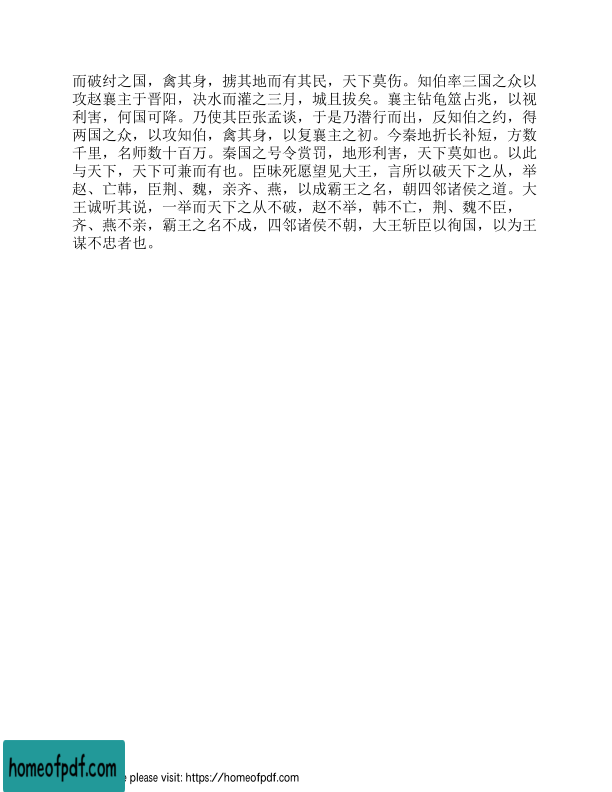 而破纣之国，禽其身，掳其地而有其民，天下莫伤。知伯率三国之众以
攻赵襄主于晋阳，决水而灌之三月，城且拔矣。襄主钻龟筮占兆，以视
利害，何国可降。乃使其臣张孟谈，于是乃潜行而出，反知伯之约，得
两国之众，以攻知伯，禽其身，以复襄主之初。今秦地折长补短，方数
千里，名师数十百万。秦国之号令赏罚，地形利害，天下莫如也。以此
与天下，天下可兼而有也。臣昧死愿望见大王，言所以破天下之从，举
赵、亡韩，臣荆、魏，亲齐、燕，以成霸王之名，朝四邻诸侯之道。大
王诚听其说，一举而天下之从不破，赵不举，韩不亡，荆、魏不臣，
齐、燕不亲，霸王之名不成，四邻诸侯不朝，大王斩臣以徇国，以为王
谋不忠者也。
homeofpdf.com
e please visit: https://homeofpdf.com